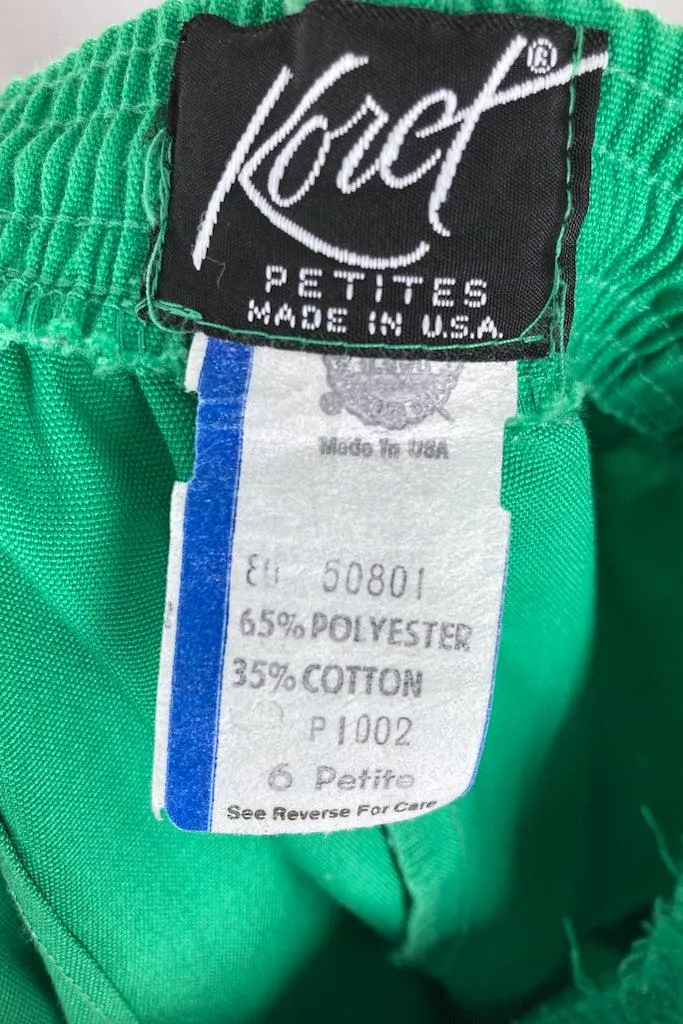 Koret®
PETITES
MADE IN U.S.A.
Made In USA
50801
65% POLYESTER
35% COTTON
P1002
6 Petite
See Reverse For Care